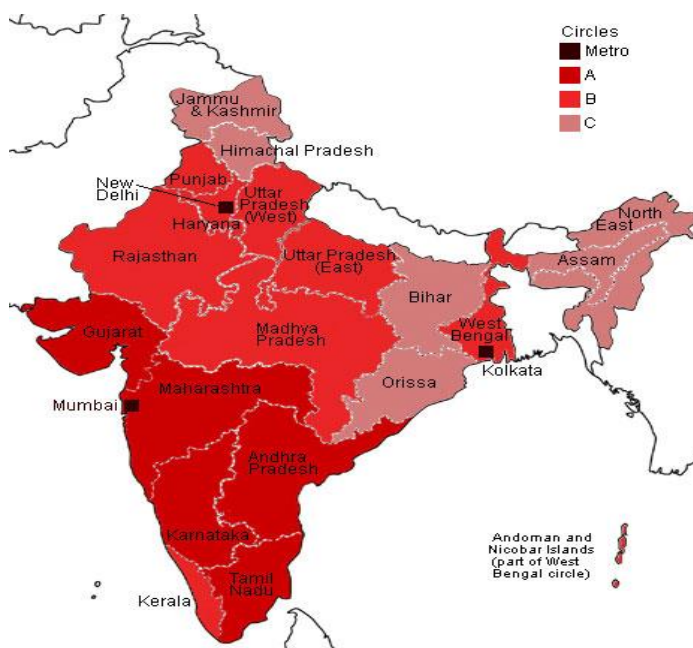 Circles
Metro
A
B
C
Jammu
& Kashmir
Himachal Pradesh
Punjab
New
Delhi
Uttar
Pradesh
(West)
Haryana
Rajasthan
Uttar Pradesh
(East)
North
East
Assam
Bihar
Gujarat
Madhya
Pradesh
West
Bengal
Kolkata
Maharashtra
Orissa
Mumbai
Andhra
Pradesh
Karnataka
Andoman and
Nicobar Islands
(part of West
Bengal circle)
Tamil
Nadu
Kerala